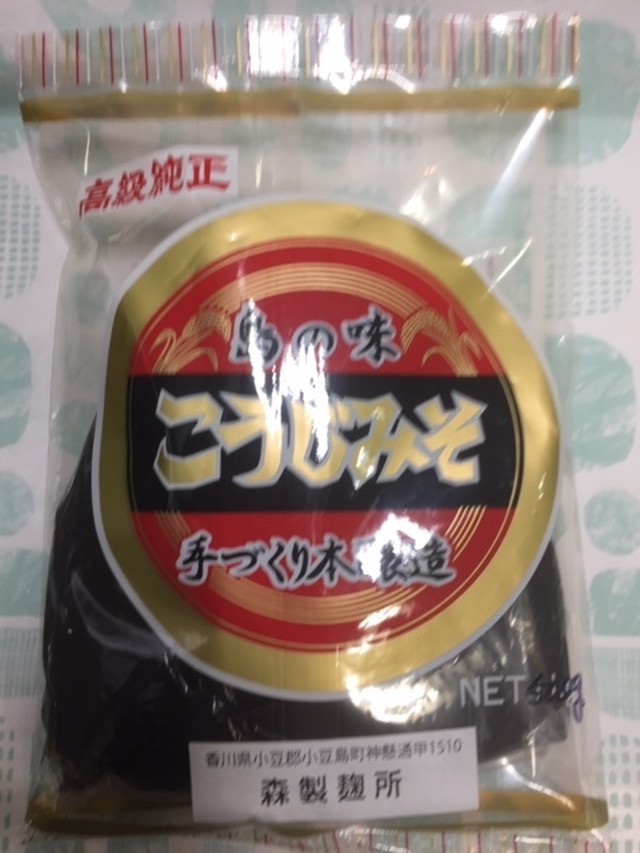 高級純正
島の味
こうじみそ
手づくり本醸造
NET 500g
香川県小豆郡小豆島町神懸通甲1510
森製麹所